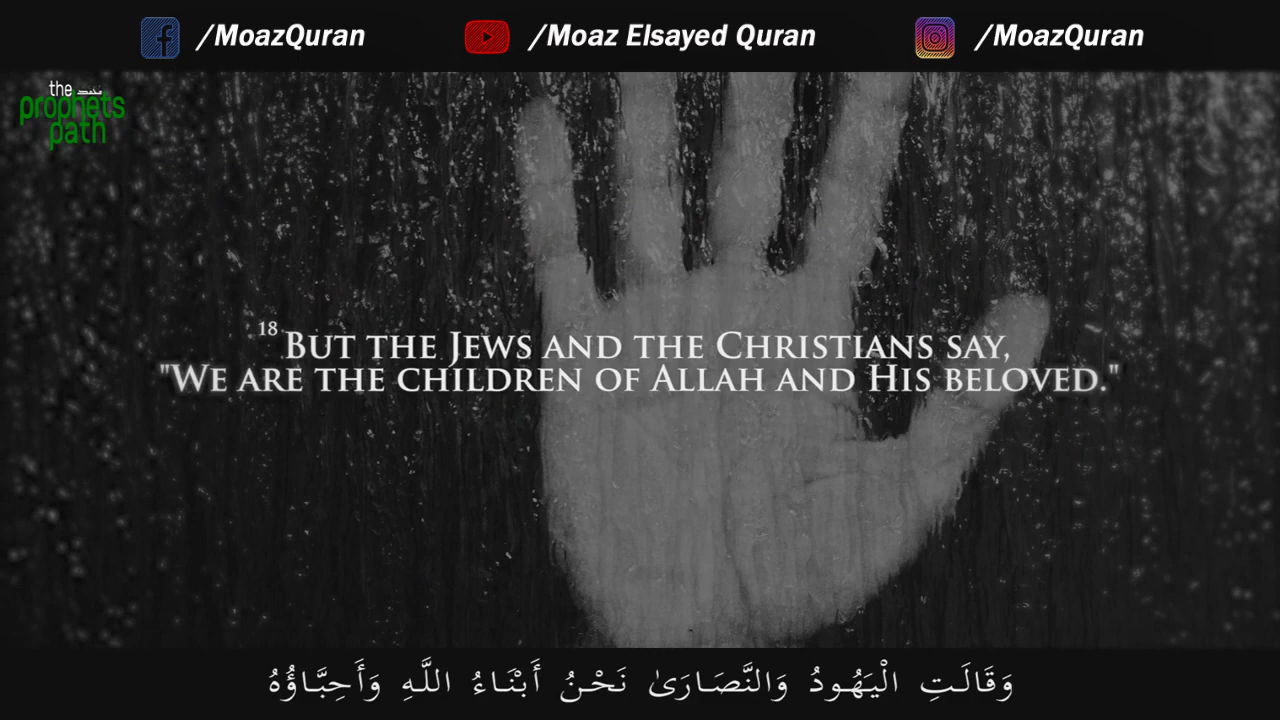 /MoazQuran
/Moaz Elsayed Quran
/MoazQuran
the محمد
prophets
path
18 But the Jews and the Christians say,
"We are the children of Allah and His beloved."
وَقَالَتِ الْيَهُودُ وَالنَّصَارَىٰ نَحْنُ أَبْنَاءُ اللَّهِ وَأَحِبَّاؤُهُ